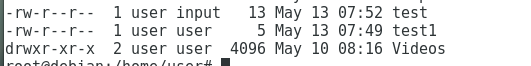 -rw-r--r--  1 user input   13 May 13 07:52 test
-rw-r--r--  1 user user     5 May 13 07:49 test1
drwxr-xr-x  2 user user  4096 May 10 08:16 Videos
root@debian:/home/user#